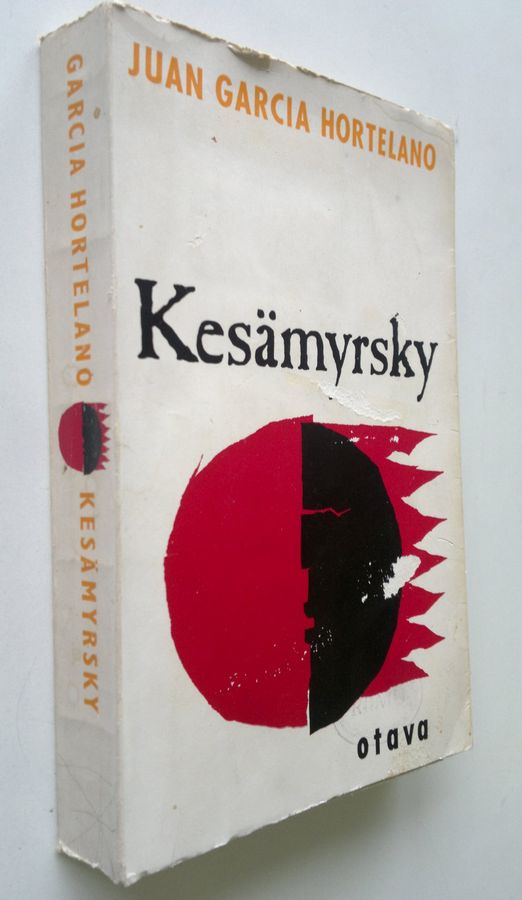 JUAN GARCIA HORTELANO
Kesämyrsky
otava
GARCIA HORTELANO
KESÄMYRSKY